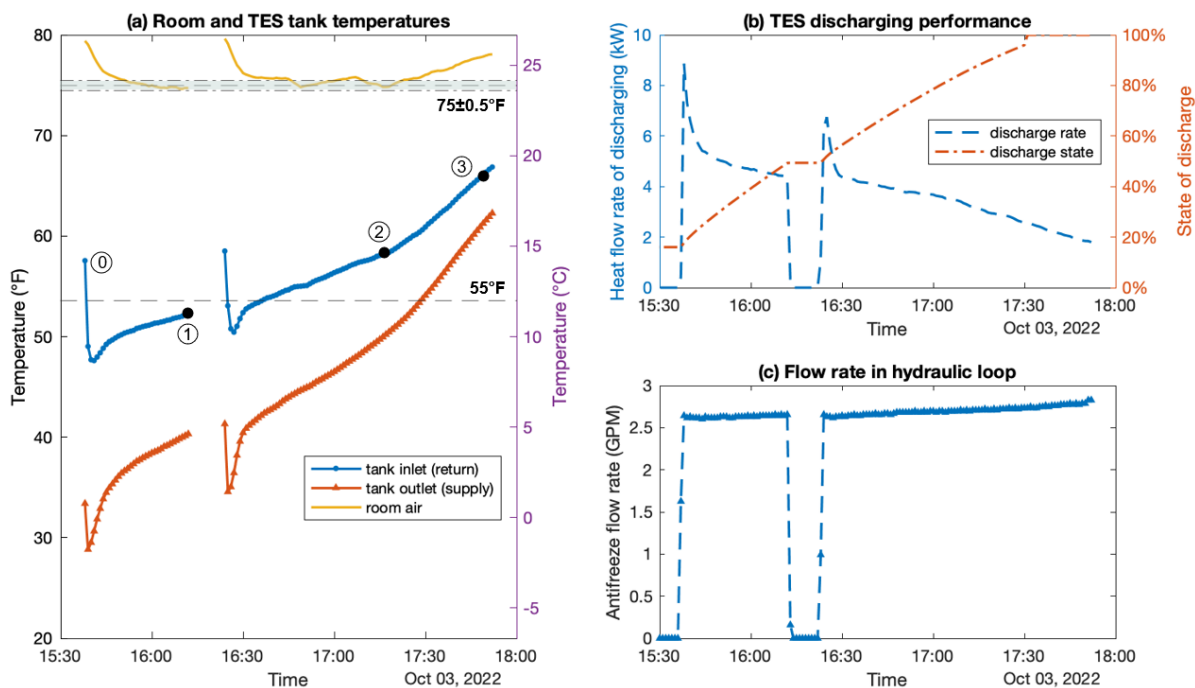 (a) Room and TES tank temperatures
80
70
60
50
40
30
20
Temperature (°F)
25
20
15
10
5
0
-5
Temperature (°C)
75±0.5°F
55°F
0
1
2
3
tank inlet (return)
tank outlet (supply)
room air
15:30 16:00 16:30 17:00 17:30 18:00
Time
Oct 03, 2022
(b) TES discharging performance
10
8
6
4
2
0
Heat flow rate of discharging (kW)
100%
80%
60%
40%
20%
0%
State of discharge
discharge rate
discharge state
15:30 16:00 16:30 17:00 17:30 18:00
Time
Oct 03, 2022
(c) Flow rate in hydraulic loop
3
2.5
2
1.5
1
0.5
0
Antifreeze flow rate (GPM)
15:30 16:00 16:30 17:00 17:30 18:00
Time
Oct 03, 2022